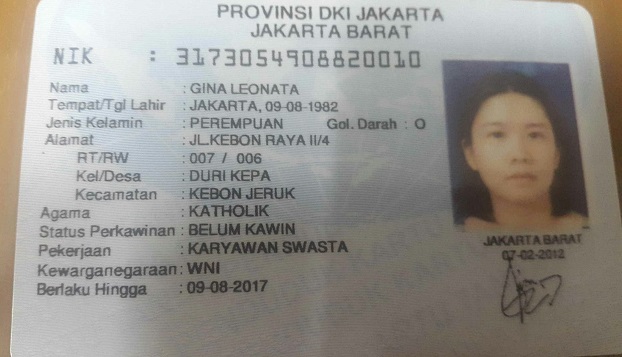 PROVINSI DKI JAKARTA
JAKARTA BARAT
NIK : 3173054908820010
Nama : GINA LEONATA
Tempat/Tgl Lahir : JAKARTA, 09-08-1982
Jenis Kelamin : PEREMPUAN Gol. Darah : O
Alamat : JL.KEBON RAYA II/4
RT/RW : 007 / 006
Kel/Desa : DURI KEPA
Kecamatan : KEBON JERUK
Agama : KATHOLIK
Status Perkawinan : BELUM KAWIN
Pekerjaan : KARYAWAN SWASTA
Kewarganegaraan : WNI
Berlaku Hingga : 09-08-2017
JAKARTA BARAT
07-02-2012